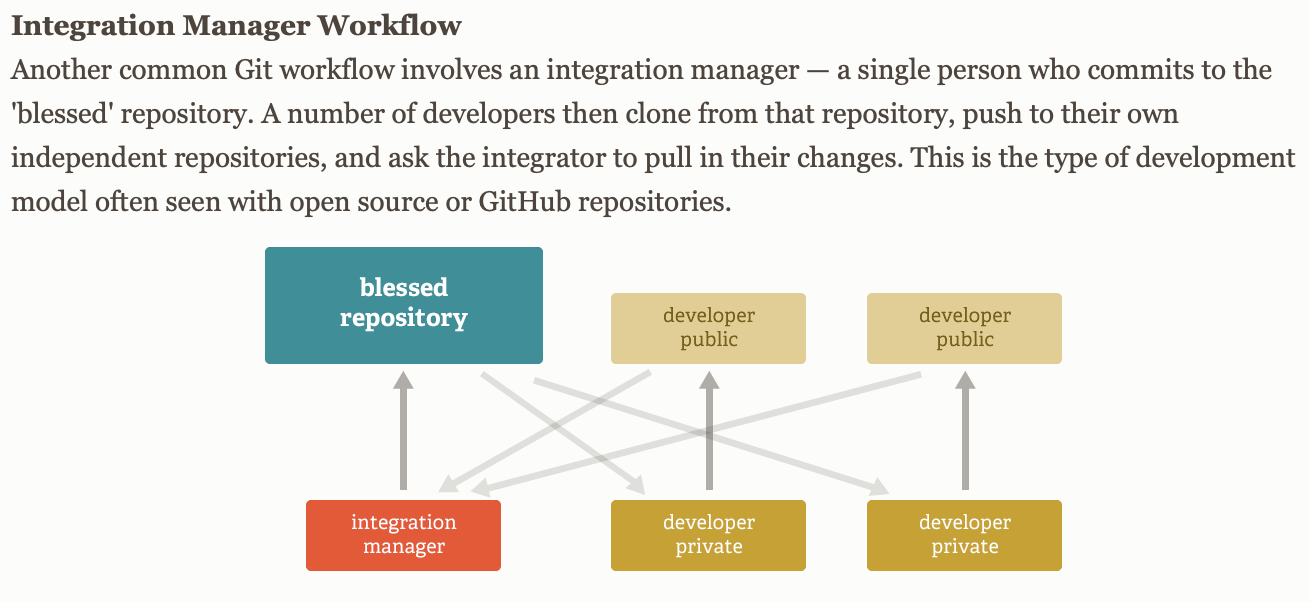 Integration Manager Workflow
Another common Git workflow involves an integration manager — a single person who commits to the
'blessed' repository. A number of developers then clone from that repository, push to their own
independent repositories, and ask the integrator to pull in their changes. This is the type of development
model often seen with open source or GitHub repositories.
blessed
repository
developer
public
developer
public
integration
manager
developer
private
developer
private